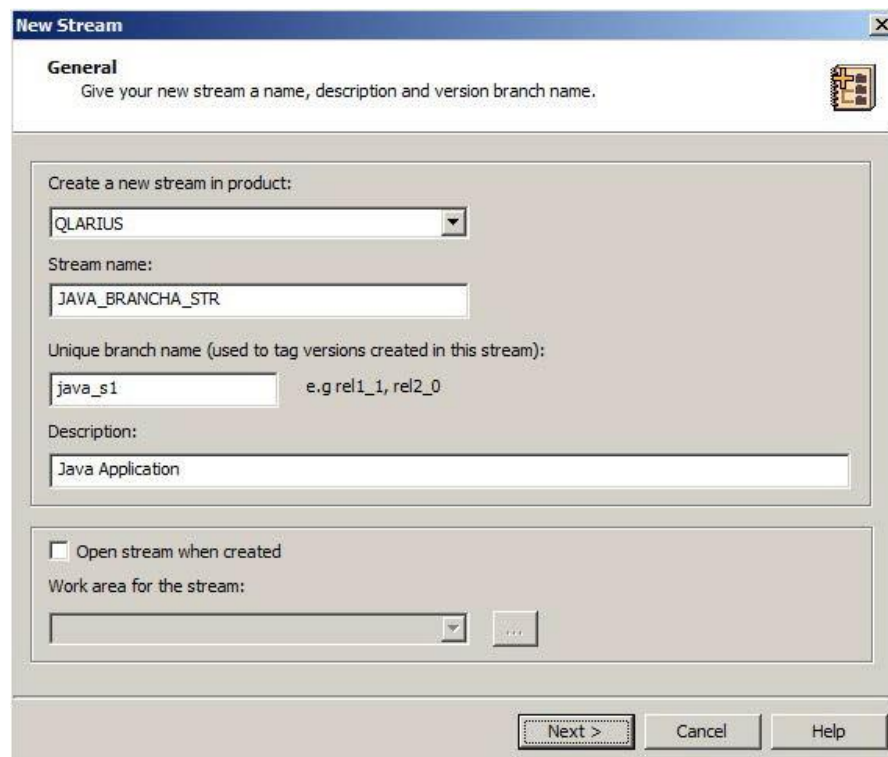 New Stream
General
Give your new stream a name, description and version branch name.
Create a new stream in product:
QLARIUS
Stream name:
JAVA_BRANCHA_STR
Unique branch name (used to tag versions created in this stream):
java_s1 e.g rel1_1, rel2_0
Description:
Java Application
Open stream when created
Work area for the stream:
...
Next > Cancel Help